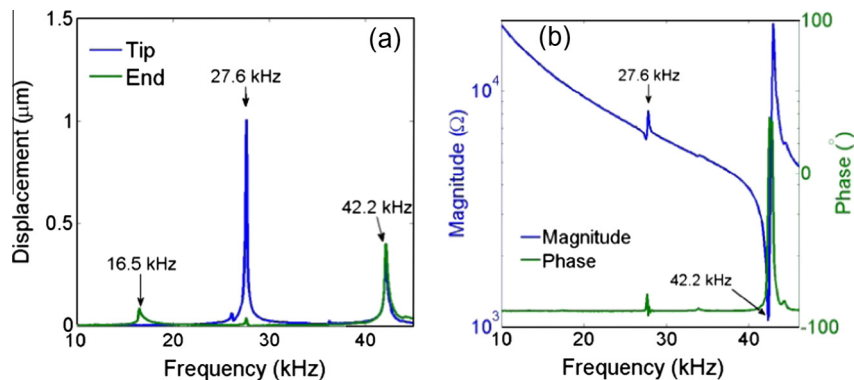 (a)
Displacement (μm)
1.5
1
0.5
0
Tip
End
27.6 kHz
16.5 kHz
42.2 kHz
10
20
30
40
Frequency (kHz)
(b)
Magnitude (Ω)
10⁴
10³
27.6 kHz
Magnitude
Phase
42.2 kHz
10
20
30
40
Frequency (kHz)
100
0
-100
Phase (°)